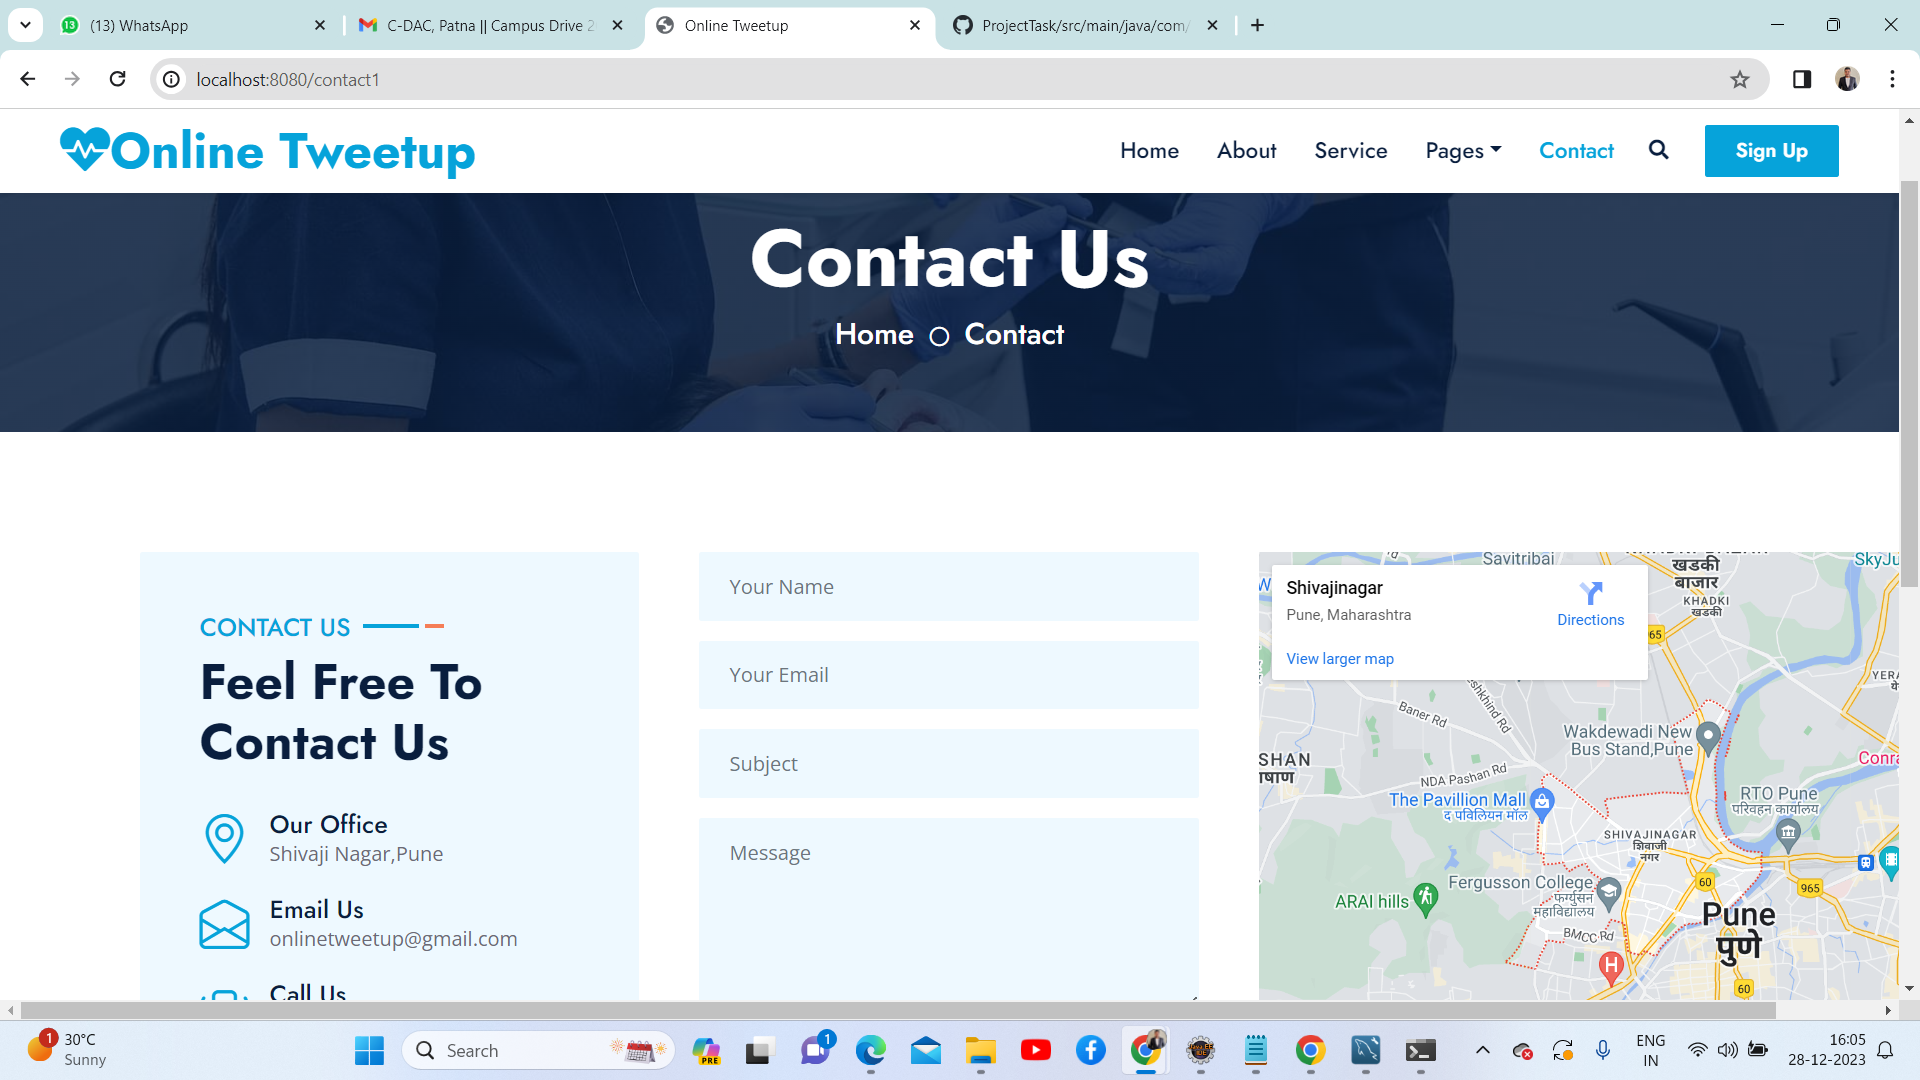 (13) WhatsApp
C-DAC, Patna || Campus Drive 2
Online Tweetup
ProjectTask/src/main/java/com/
localhost:8080/contact1
Online Tweetup
Home
About
Service
Pages
Contact
Sign Up
Contact Us
Home
Contact
CONTACT US
Feel Free To
Contact Us
Our Office
Shivaji Nagar,Pune
Email Us
onlinetweetup@gmail.com
Call Us
Your Name
Your Email
Subject
Message
Shivajinagar
Pune, Maharashtra
Directions
View larger map
Savitribai
खडकी
बाजार
KHADKI
खडकी
SkyJu
65
YERA
Baner Rd
eshkhind Rd
Wakdewadi New
Bus Stand,Pune
SHAN
षाण
NDA Pashan Rd
Conra
The Pavillion Mall
द पविलियन मॉल
RTO Pune
परिवहन कार्यालय
SHIVAJINAGAR
शिवाजी
नगर
Fergusson College
फर्ग्युसन
महाविद्यालय
60
965
ARAI hills
BMCC Rd
Pune
पुणे
H
60
1
30°C
Sunny
Search
PRE
1
ENG
IN
16:05
28-12-2023